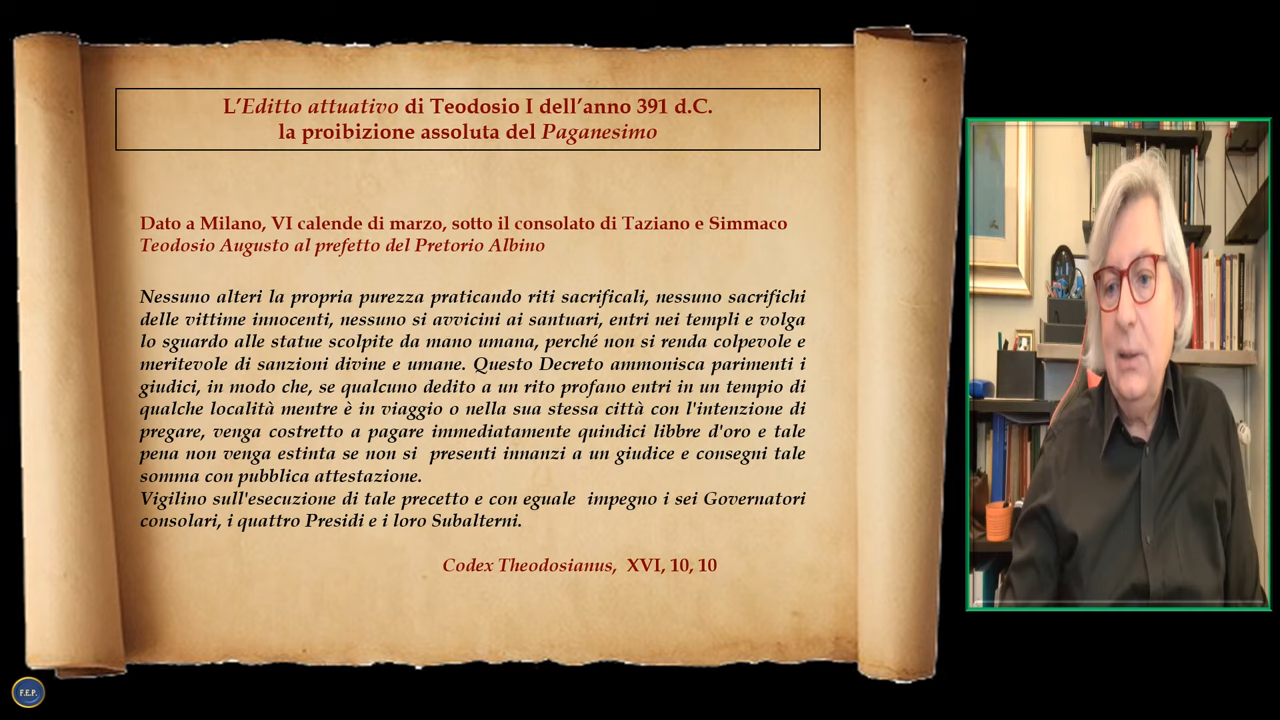 L'Editto attuativo di Teodosio I dell'anno 391 d.C.
la proibizione assoluta del Paganesimo
Dato a Milano, VI calende di marzo, sotto il consolato di Taziano e Simmaco
Teodosio Augusto al prefetto del Pretorio Albino
Nessuno alteri la propria purezza praticando riti sacrificali, nessuno sacrifichi
delle vittime innocenti, nessuno si avvicini ai santuari, entri nei templi e volga
lo sguardo alle statue scolpite da mano umana, perché non si renda colpevole e
meritevole di sanzioni divine e umane. Questo Decreto ammonisca parimenti i
giudici, in modo che, se qualcuno dedito a un rito profano entri in un tempio di
qualche località mentre è in viaggio o nella sua stessa città con l'intenzione di
pregare, venga costretto a pagare immediatamente quindici libbre d'oro e tale
pena non venga estinta se non si presenti innanzi a un giudice e consegni tale
somma con pubblica attestazione.
Vigilino sull'esecuzione di tale precetto e con eguale impegno i sei Governatori
consolari, i quattro Presidi e i loro Subalterni.
Codex Theodosianus, XVI, 10, 10
F.E.P.